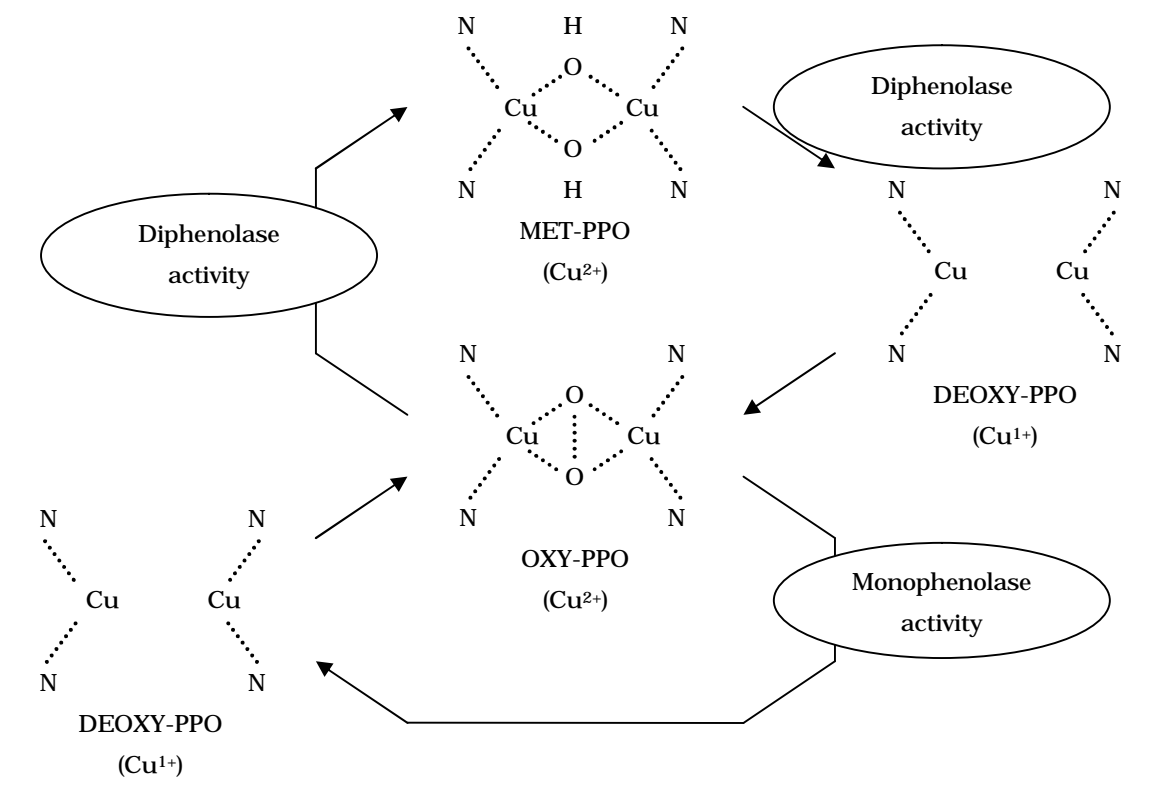 N H N
O
Cu Cu
O
N H N
MET-PPO
(Cu²⁺)
Diphenolase
activity
Diphenolase
activity
N N
Cu Cu
N N
DEOXY-PPO
(Cu¹⁺)
N N
O
Cu Cu
O
N N
OXY-PPO
(Cu²⁺)
Monophenolase
activity
N N
Cu Cu
N N
DEOXY-PPO
(Cu¹⁺)